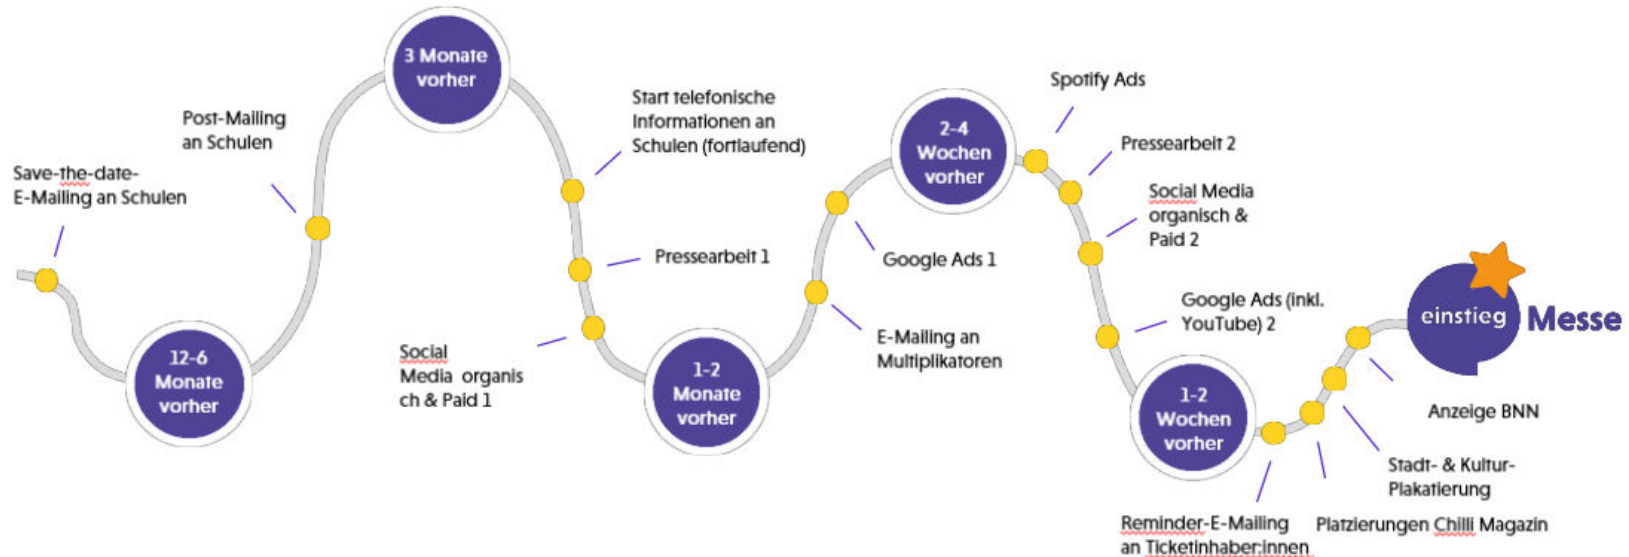 Save-the-date-
E-Mailing an Schulen
12-6
Monate
vorher
Post-Mailing
an Schulen
3 Monate
vorher
Start telefonische
Informationen an
Schulen (fortlaufend)
Pressearbeit 1
Social
Media organis
ch & Paid 1
1-2
Monate
vorher
E-Mailing an
Multiplikatoren
Google Ads 1
2-4
Wochen
vorher
Spotify Ads
Pressearbeit 2
Social Media
organisch &
Paid 2
Google Ads (inkl.
YouTube) 2
1-2
Wochen
vorher
Reminder-E-Mailing
an Ticketinhaber:innen
Platzierungen Chilli Magazin
Stadt- & Kultur-
Plakatierung
Anzeige BNN
einstieg Messe